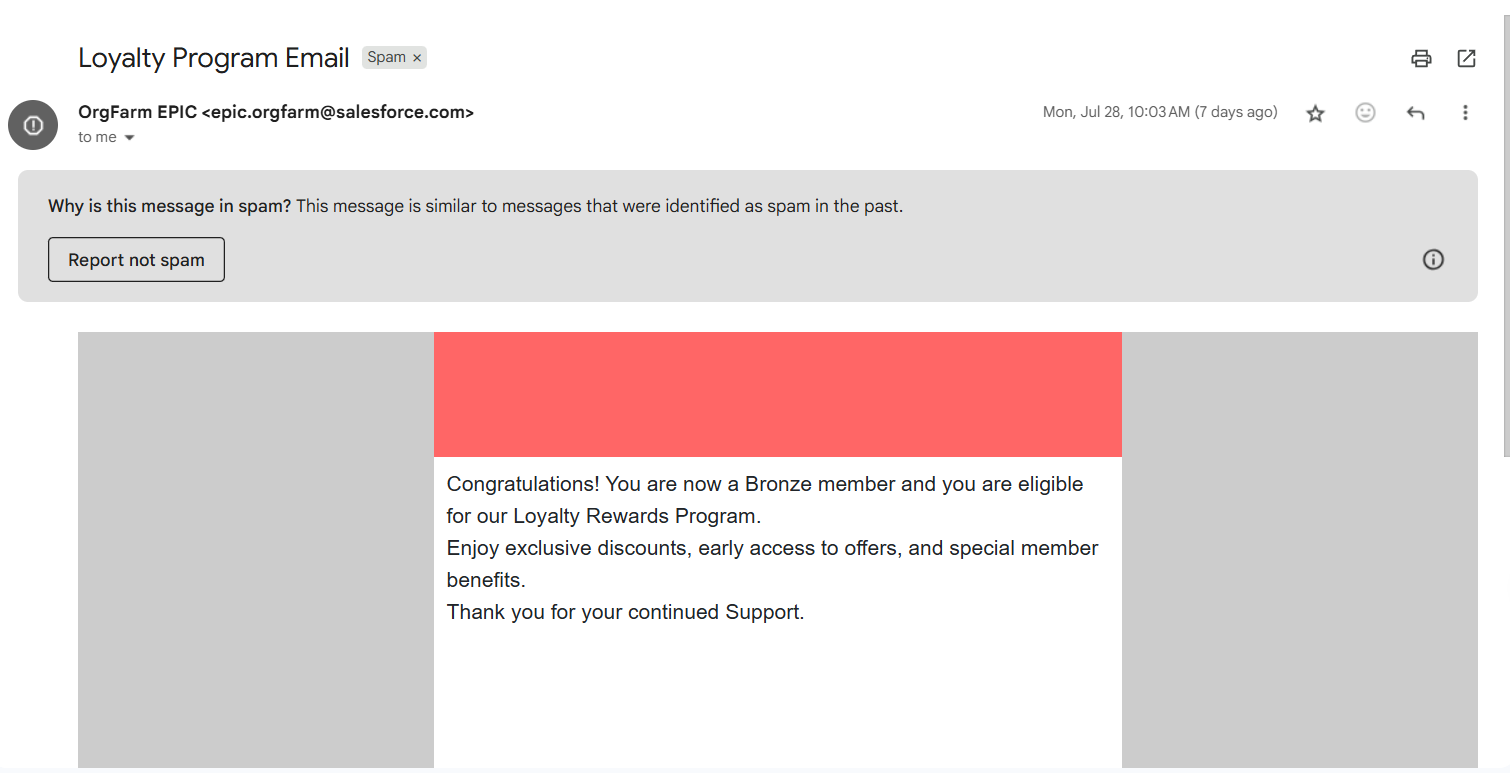 Loyalty Program Email Spam ×
OrgFarm EPIC <epic.orgfarm@salesforce.com>
Mon, Jul 28, 10:03 AM (7 days ago)
to me
Why is this message in spam? This message is similar to messages that were identified as spam in the past.
Report not spam
Congratulations! You are now a Bronze member and you are eligible
for our Loyalty Rewards Program.
Enjoy exclusive discounts, early access to offers, and special member
benefits.
Thank you for your continued Support.